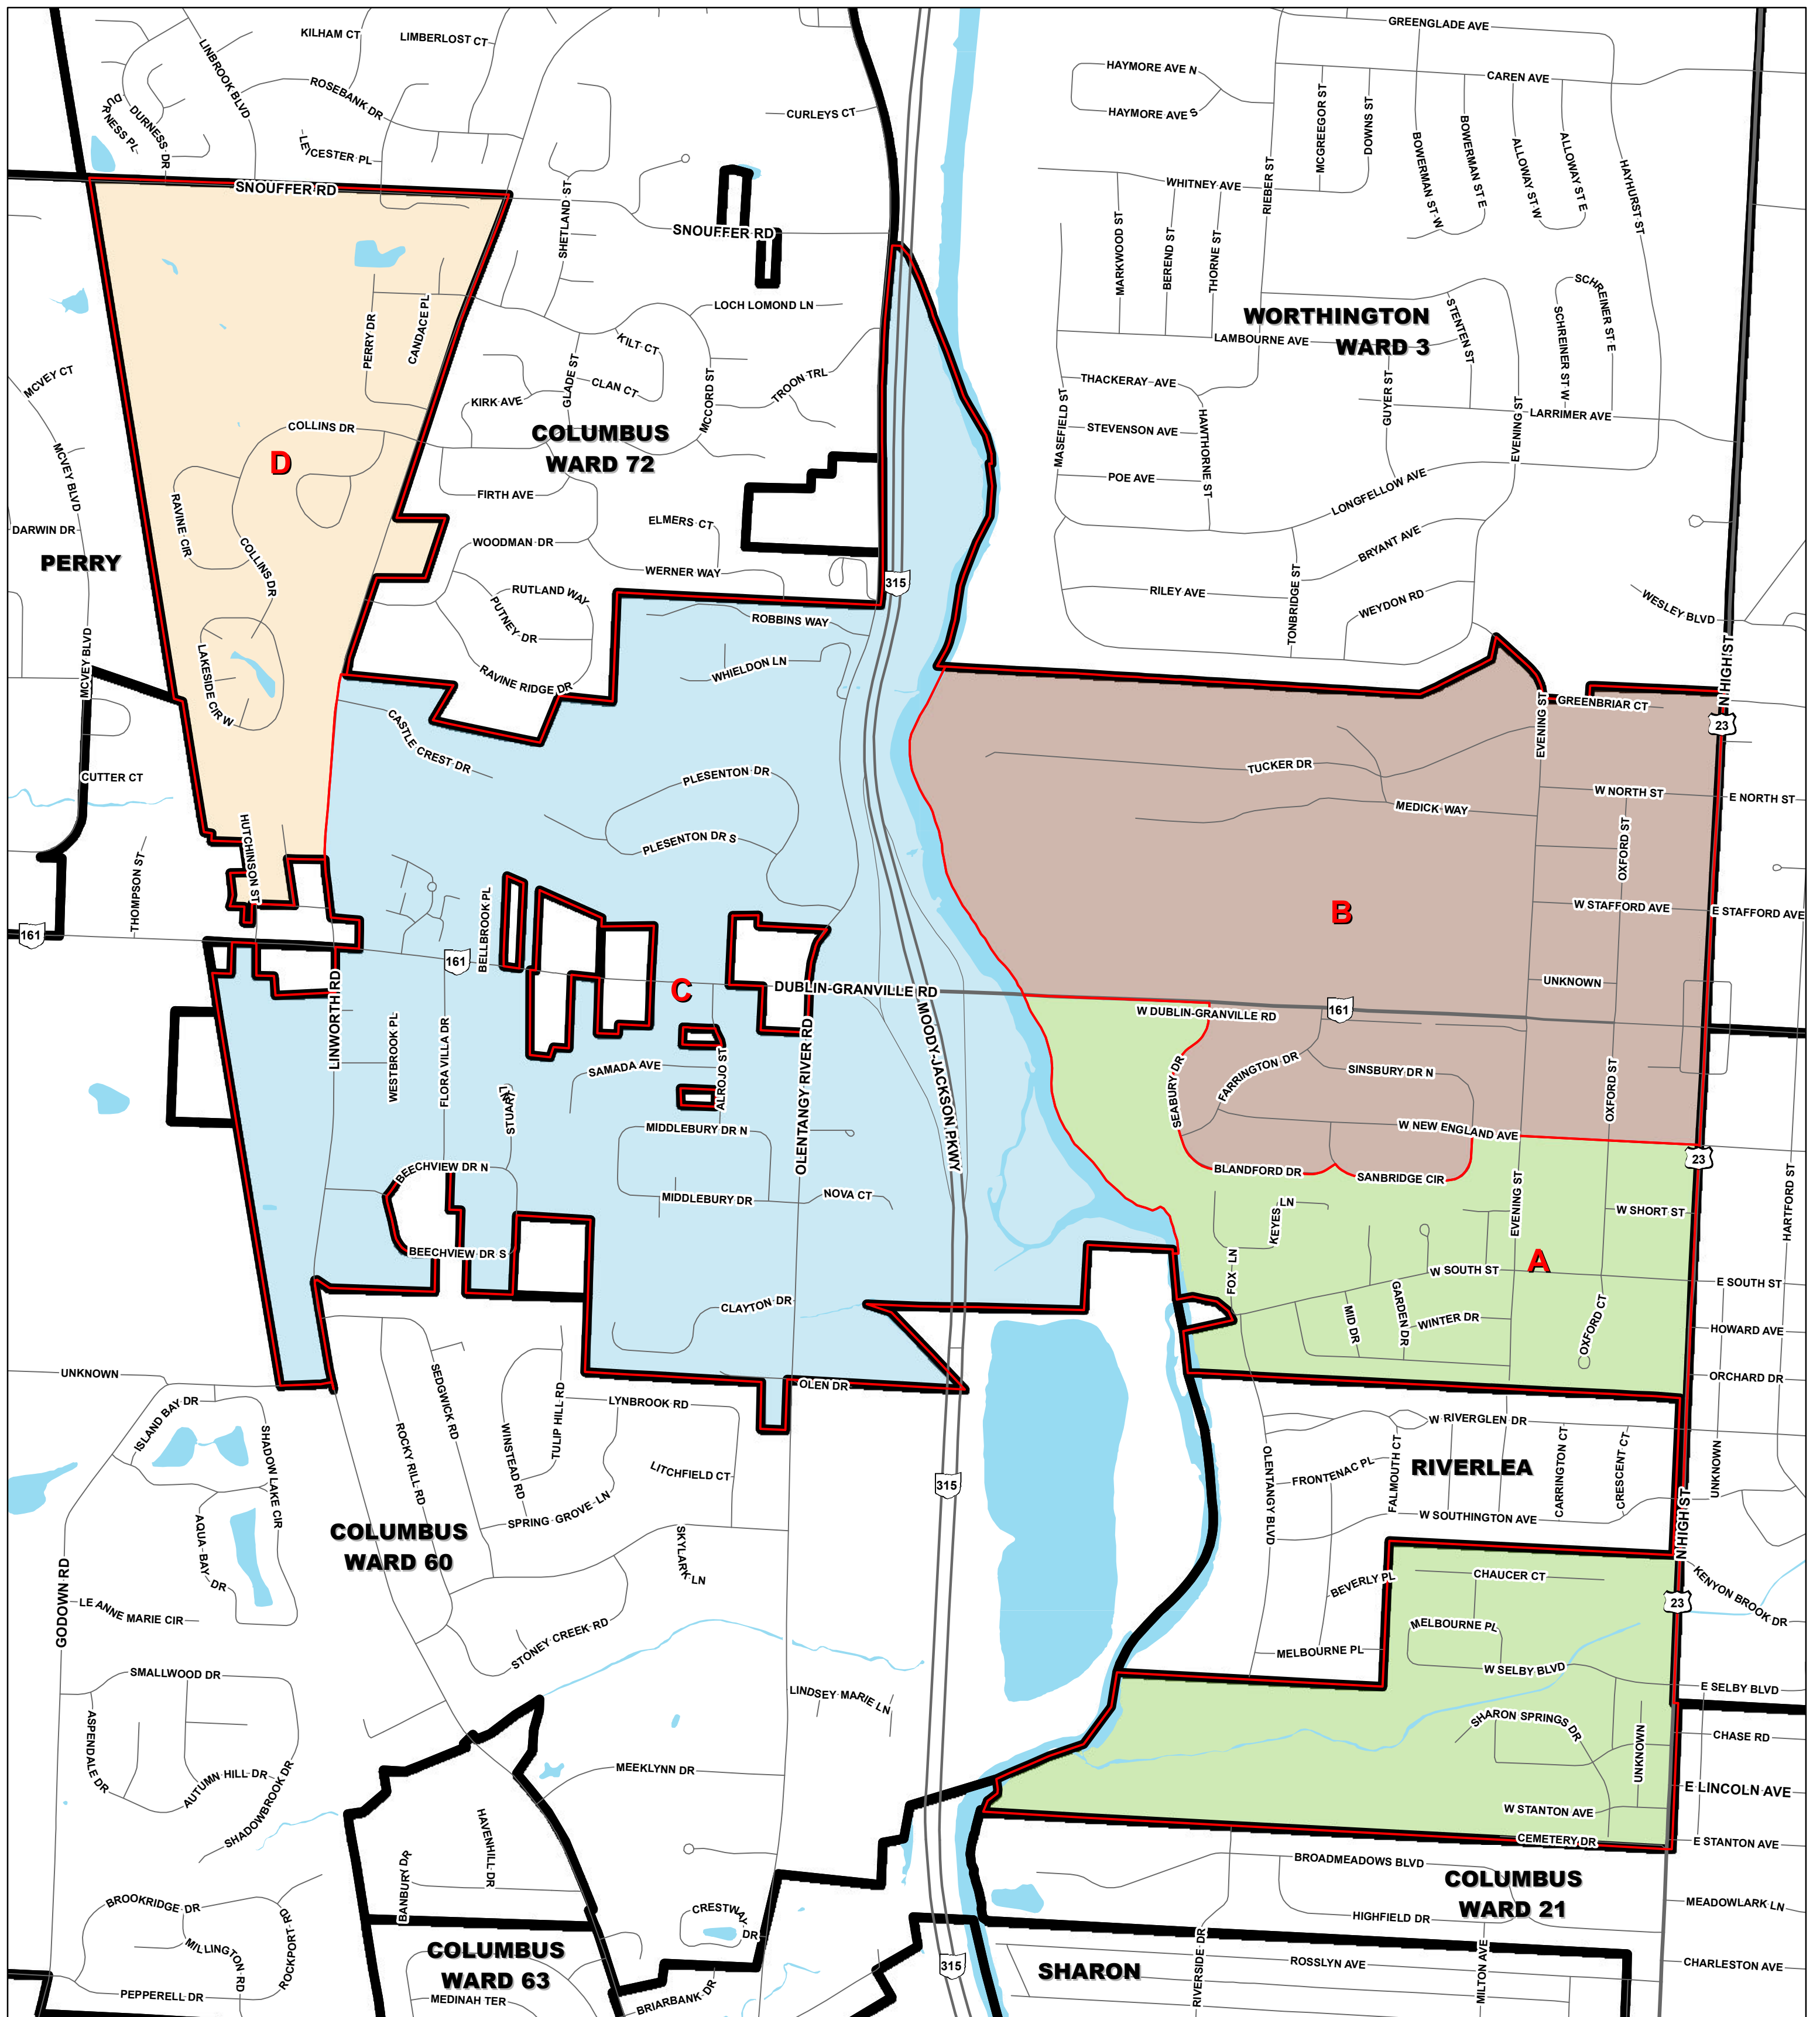 KILHAM CT
LIMBERLOST CT
LINBROOK BLVD
ROSEBANK DR
DURNESS PL
DURNESS DR
LEYCESTER PL
CURLEYS CT
SNOUFFER RD
SHETLAND ST
SNOUFFER RD
GREENGLADE AVE
HAYMORE AVE N
HAYMORE AVE S
CAREN AVE
MCGREEGOR ST
DOWNS ST
BOWERMAN ST W
BOWERMAN ST E
ALLOWAY ST W
ALLOWAY ST E
HAYHURST ST
RIEBER ST
WHITNEY AVE
MARKWOOD ST
BEREND ST
THORNE ST
WORTHINGTON
WARD 3
LAMBOURNE AVE
STENTEN ST
SCHREINER ST E
SCHREINER ST W
LOCH LOMOND LN
PERRY DR
CANDACE PL
KILT CT
CLAN CT
GLADE ST
KIRK AVE
MCCORD ST
TROON TRL
THACKERAY AVE
STEVENSON AVE
POE AVE
MASEFIELD ST
HAWTHORNE ST
GUYER ST
EVENING ST
LARRIMER AVE
LONGFELLOW AVE
BRYANT AVE
MCVEY CT
MCVEY BLVD
DARWIN DR
PERRY
COLLINS DR
D
RAVINE CIR
COLLINS DR
COLUMBUS
WARD 72
FIRTH AVE
ELMERS CT
WOODMAN DR
WERNER WAY
315
RUTLAND WAY
PUTNEY DR
ROBBINS WAY
RAVINE RIDGE DR
WHIELDON LN
RILEY AVE
TONBRIDGE ST
WEYDON RD
WESLEY BLVD
N HIGH ST
23
MCVEY BLVD
LAKESIDE CIR W
CASTLE CREST DR
PLESENTON DR
PLESENTON DR S
EVENING ST
GREENBRIAR CT
TUCKER DR
MEDICK WAY
W NORTH ST
E NORTH ST
OXFORD ST
B
W STAFFORD AVE
E STAFFORD AVE
UNKNOWN
CUTTER CT
HUTCHINSON ST
THOMPSON ST
161
161
BELLBROOK PL
C
DUBLIN-GRANVILLE RD
W DUBLIN-GRANVILLE RD
161
LINWORTH RD
WESTBROOK PL
FLORA VILLA DR
STUART LN
SAMADA AVE
ALROJO ST
OLENTANGY RIVER RD
MOODY-JACKSON PKWY
MIDDLEBURY DR N
MIDDLEBURY DR
NOVA CT
BEECHVIEW DR N
BEECHVIEW DR S
CLAYTON DR
OLEN DR
SEABURY DR
FARRINGTON DR
SINSBURY DR N
OXFORD ST
W NEW ENGLAND AVE
23
BLANDFORD DR
SANBRIDGE CIR
KEYES LN
FOX LN
EVENING ST
W SHORT ST
HARTFORD ST
W SOUTH ST
A
E SOUTH ST
MID DR
GARDEN DR
WINTER DR
OXFORD CT
HOWARD AVE
ORCHARD DR
UNKNOWN
ISLAND BAY DR
SHADOW LAKE CIR
AQUA BAY DR
LE ANNE MARIE CIR
GODOWN RD
SEDGWICK RD
ROCKY RILL RD
WINSTEAD RD
TULIP HILL RD
LYNBROOK RD
LITCHFIELD CT
SPRING GROVE LN
SKYLARK LN
STONEY CREEK RD
COLUMBUS
WARD 60
315
W RIVERGLEN DR
OLENTANGY BLVD
FRONTENAC PL
FALMOUTH CT
RIVERLEA
CARRINGTON CT
CRESCENT CT
UNKNOWN
W SOUTHINGTON AVE
N HIGH ST
BEVERLY PL
CHAUCER CT
KENYON BROOK DR
23
MELBOURNE PL
MELBOURNE PL
W SELBY BLVD
E SELBY BLVD
SHARON SPRINGS DR
UNKNOWN
CHASE RD
E LINCOLN AVE
W STANTON AVE
CEMETERY DR
E STANTON AVE
SMALLWOOD DR
ASPENDALE DR
AUTUMN HILL DR
SHADOWBROOK DR
LINDSEY MARIE LN
MEEKLYNN DR
HAVENHILL DR
BANBURY DR
BROOKRIDGE DR
MILLINGTON RD
ROCKPORT RD
PEPPERELL DR
COLUMBUS
WARD 63
MEDINAH TER
CRESTWAY DR
BRIARBANK DR
315
BROADMEADOWS BLVD
COLUMBUS
WARD 21
HIGHFIELD DR
MEADOWLARK LN
SHARON
RIVERSIDE DR
ROSSLYN AVE
MILTON AVE
CHARLESTON AVE